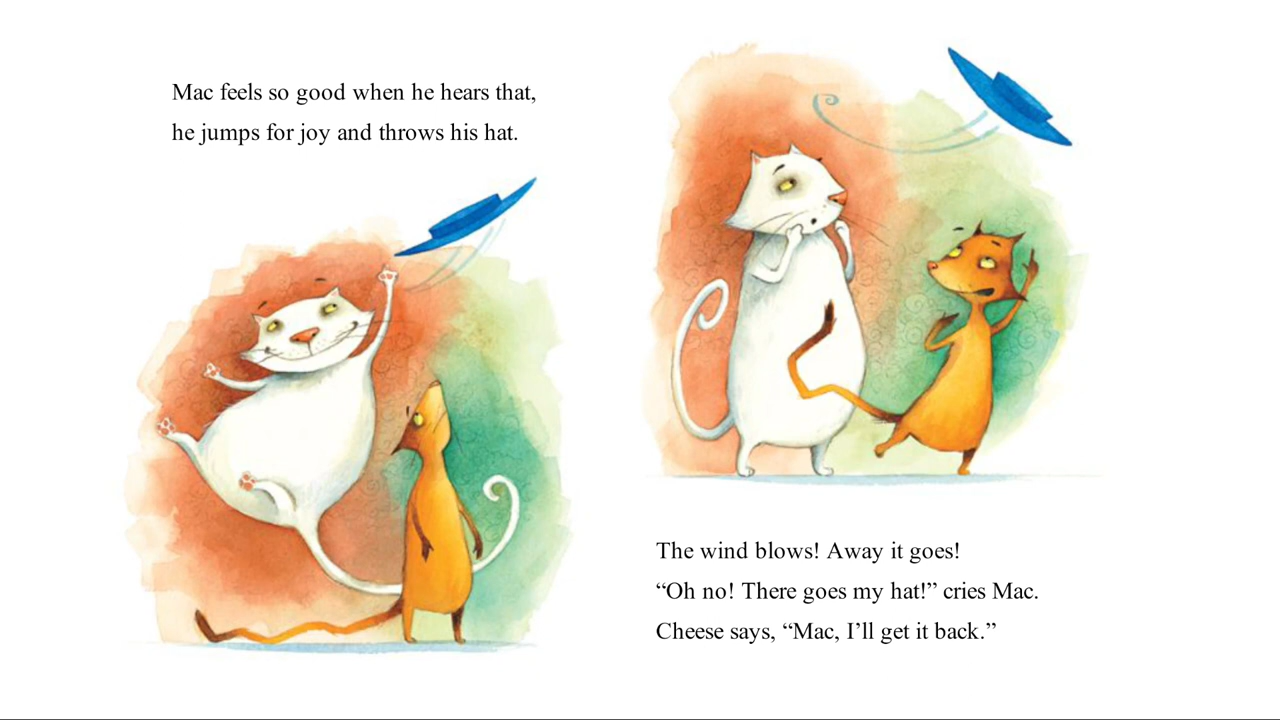 Mac feels so good when he hears that,
he jumps for joy and throws his hat.
The wind blows! Away it goes!
“Oh no! There goes my hat!” cries Mac.
Cheese says, “Mac, I’ll get it back.”